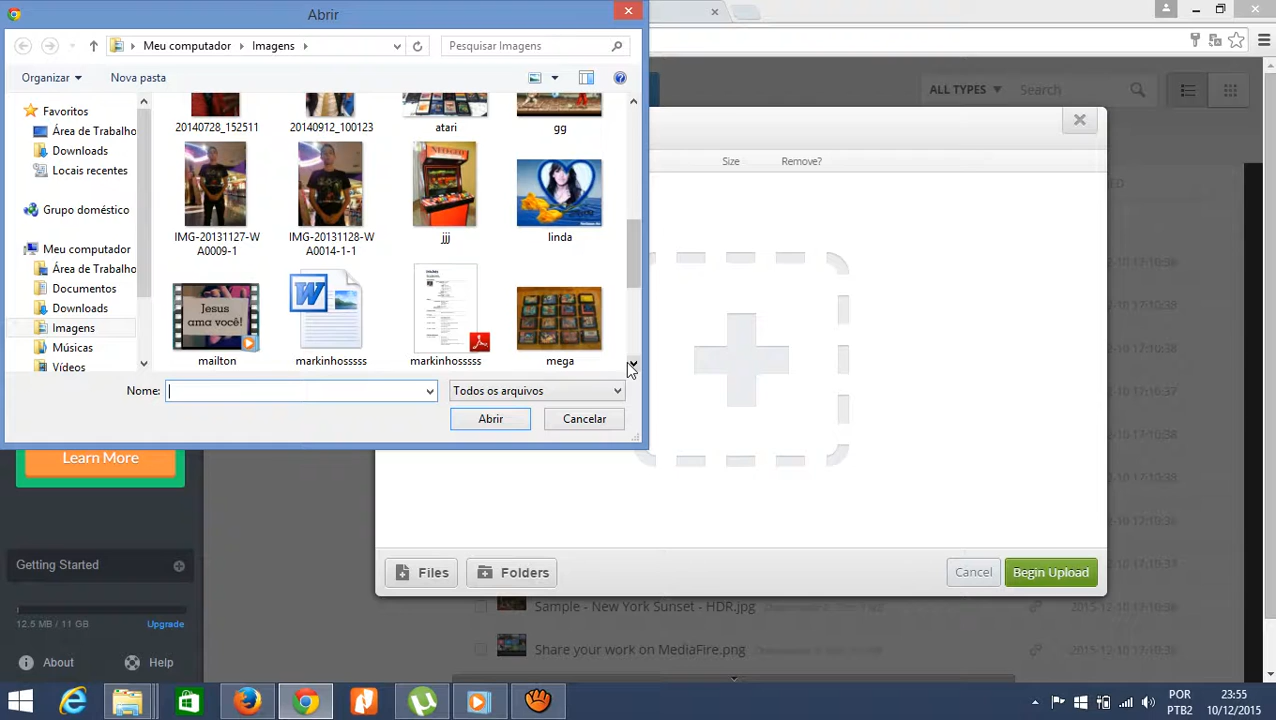 Abrir
Meu computador
Imagens
Pesquisar Imagens
Organizar
Nova pasta
ALL TYPES
Search
Favoritos
Área de Trabalho
Downloads
Locais recentes
Grupo doméstico
Meu computador
Área de Trabalho
Documentos
Downloads
Imagens
Músicas
Vídeos
20140728_152511
20140912_100123
atari
gg
IMG-20131127-W
A0009-1
IMG-20131128-W
A0014-1-1
jjj
linda
Jesus
ama você!
mailton
markinhosssss
markinhosssss
mega
Nome:
Todos os arquivos
Abrir
Cancelar
Size
Remove?
Files
Folders
Cancel
Begin Upload
Learn More
Getting Started
12.5 MB / 11 GB
Upgrade
About
Help
Sample - New York Sunset - HDR.jpg
Share your work on MediaFire.png
POR
PTB2
23:55
10/12/2015